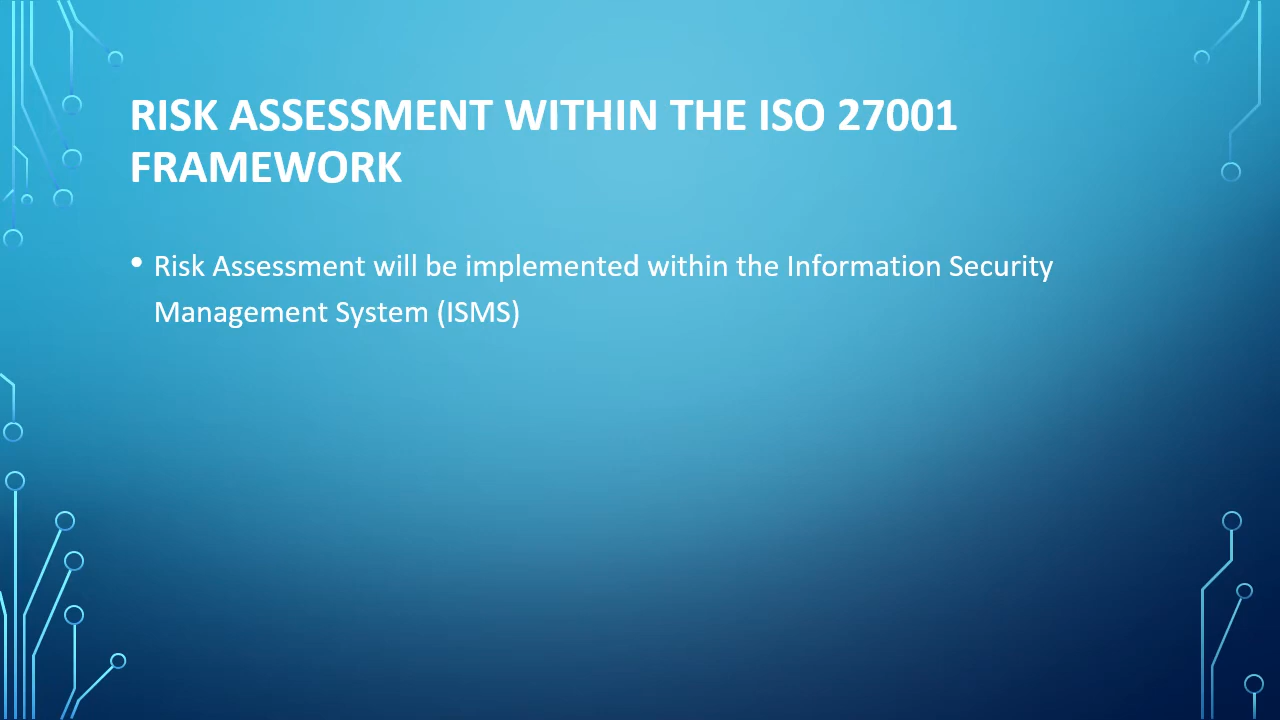 RISK ASSESSMENT WITHIN THE ISO 27001
FRAMEWORK
• Risk Assessment will be implemented within the Information Security
Management System (ISMS)